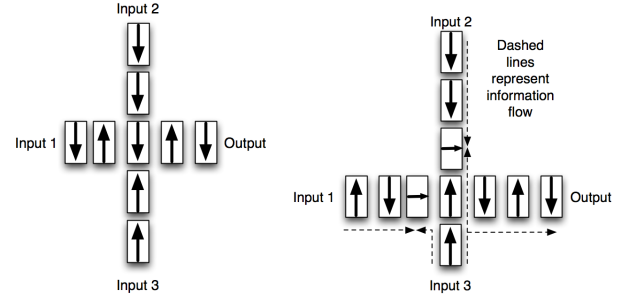 Input 2
Input 1
Output
Input 3
Input 2
Dashed
lines
represent
information
flow
Input 1
Output
Input 3